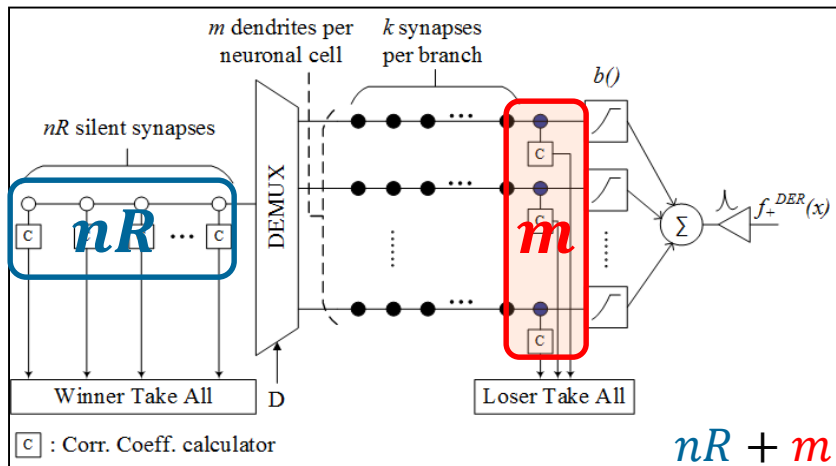 m dendrites per
neuronal cell
k synapses
per branch
b()
nR silent synapses
DEMUX
nR
m
C
C
C
...
C
...
...
...
C
C
C
Σ
f₊ᴰᴱᴿ(x)
Winner Take All
D
Loser Take All
C : Corr. Coeff. calculator
nR + m